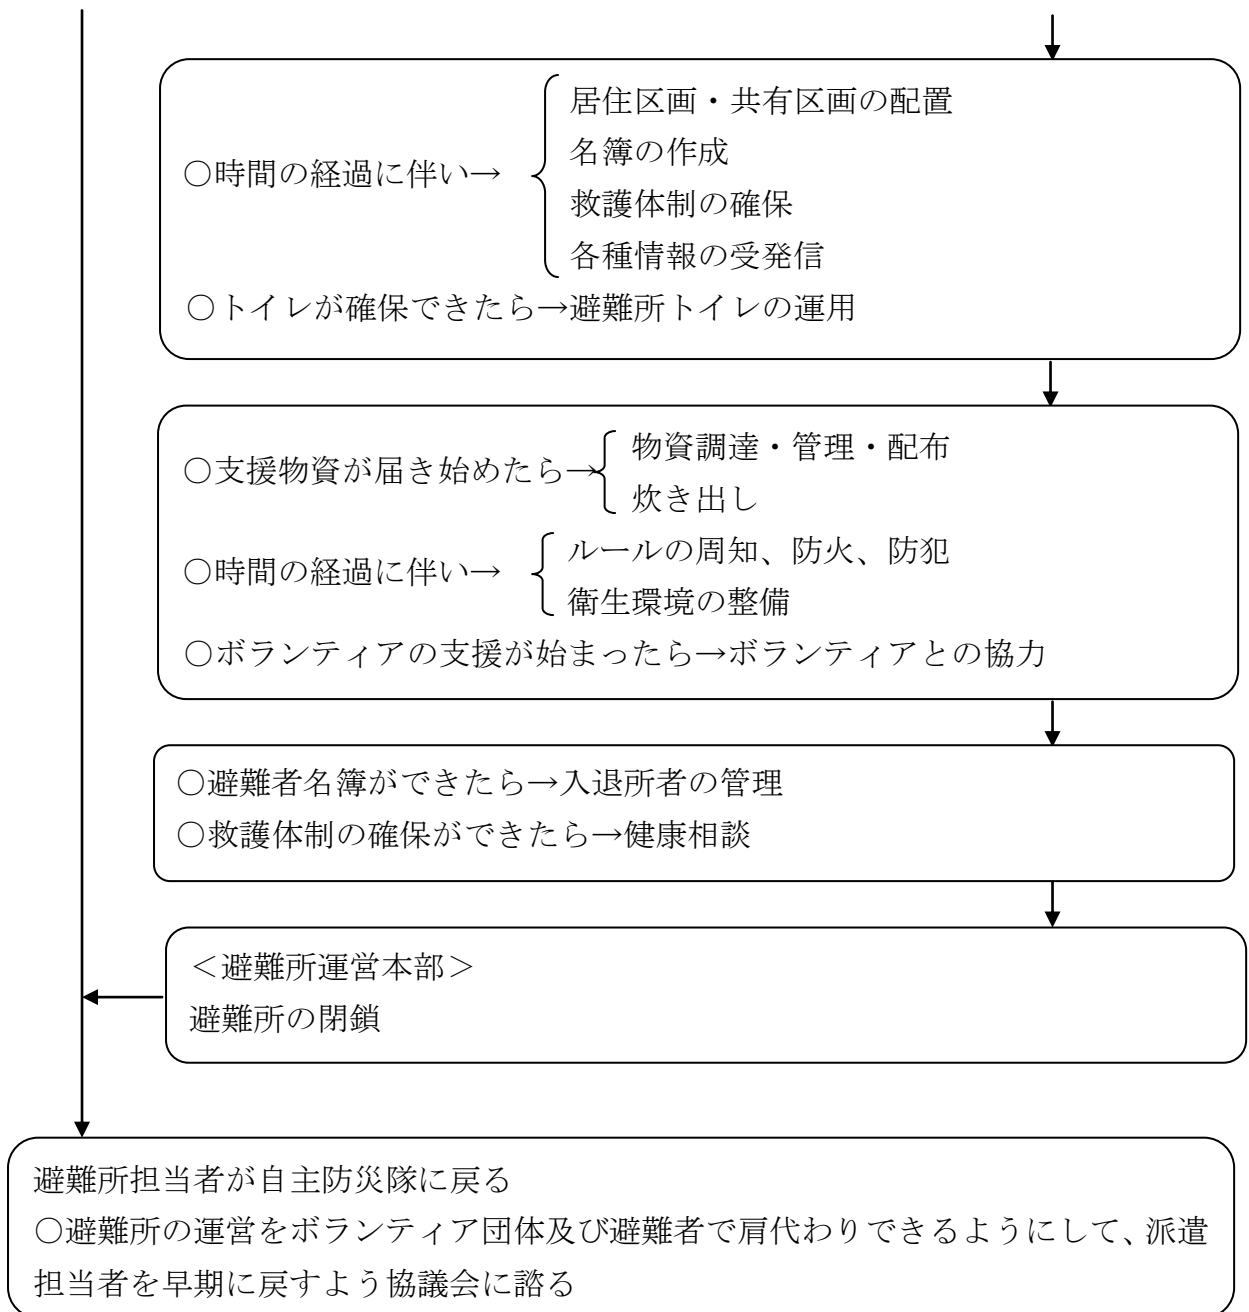 ○時間の経過に伴い→
居住区画・共有区画の配置
名簿の作成
救護体制の確保
各種情報の受発信
○トイレが確保できたら→避難所トイレの運用
○支援物資が届き始めたら→
物資調達・管理・配布
炊き出し
○時間の経過に伴い→
ルールの周知、防火、防犯
衛生環境の整備
○ボランティアの支援が始まったら→ボランティアとの協力
○避難者名簿ができたら→入退所者の管理
○救護体制の確保ができたら→健康相談
＜避難所運営本部＞
避難所の閉鎖
避難所担当者が自主防災隊に戻る
○避難所の運営をボランティア団体及び避難者で肩代わりできるようにして、派遣
担当者を早期に戻すよう協議会に諮る